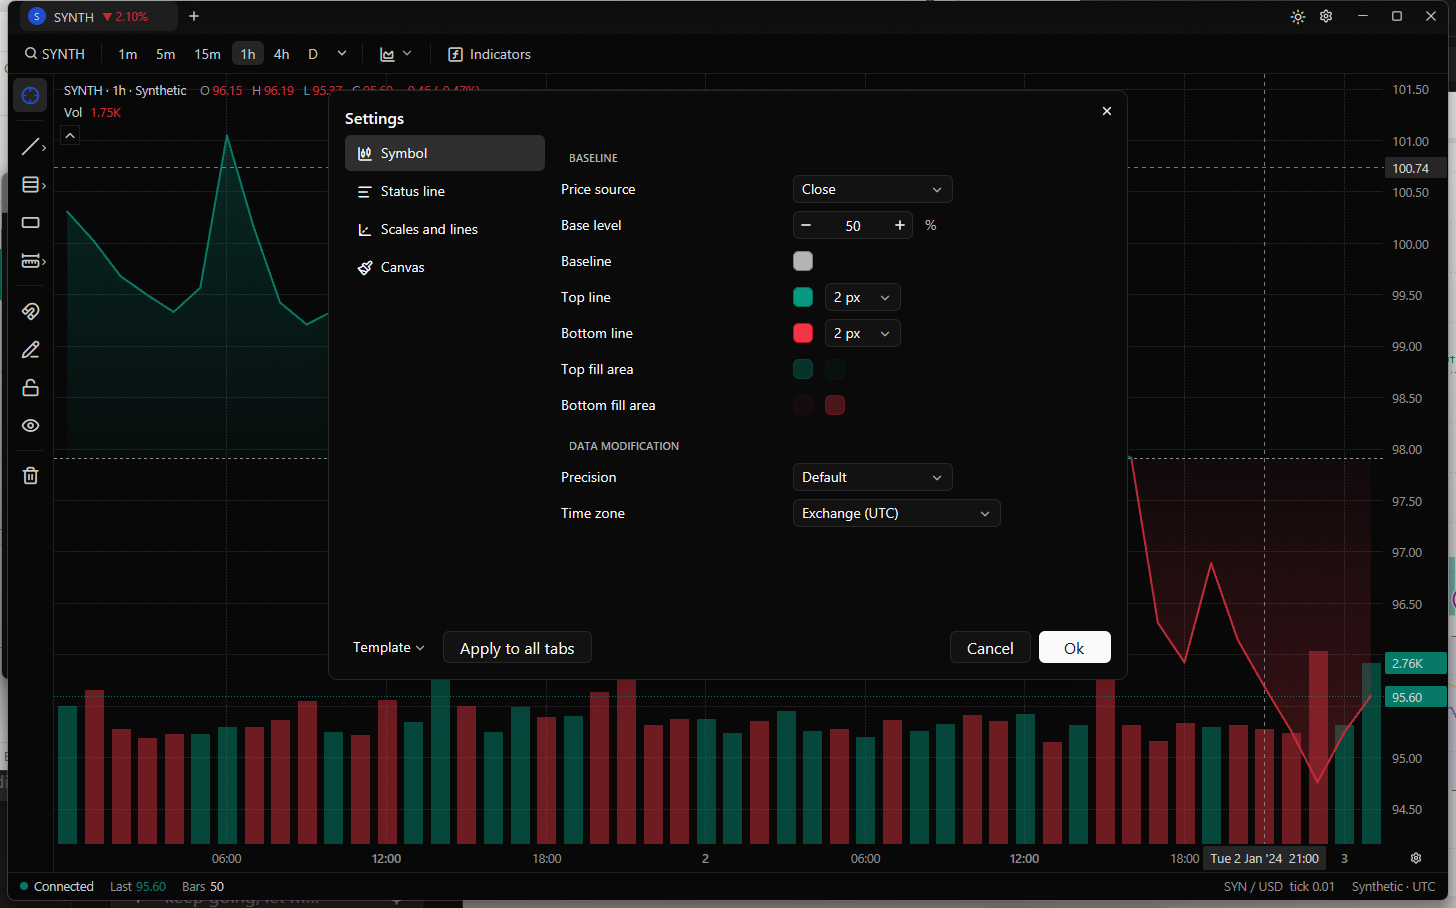 SYNTH 2.10%
SYNTH 1m 5m 15m 1h 4h D Indicators
SYNTH · 1h · Synthetic O 96.15 H 96.19 L 95.37
Vol 1.75K
Settings
Symbol
Status line
Scales and lines
Canvas
BASELINE
Price source Close
Base level 50 %
Baseline
Top line 2 px
Bottom line 2 px
Top fill area
Bottom fill area
DATA MODIFICATION
Precision Default
Time zone Exchange (UTC)
Template Apply to all tabs Cancel Ok
101.50
101.00
100.74
100.50
100.00
99.50
99.00
98.50
98.00
97.50
97.00
96.50
2.76K
95.60
95.00
94.50
06:00 12:00 18:00 2 06:00 12:00 18:00 Tue 2 Jan '24 21:00 3
Connected Last 95.60 Bars 50 SYN / USD tick 0.01 Synthetic · UTC